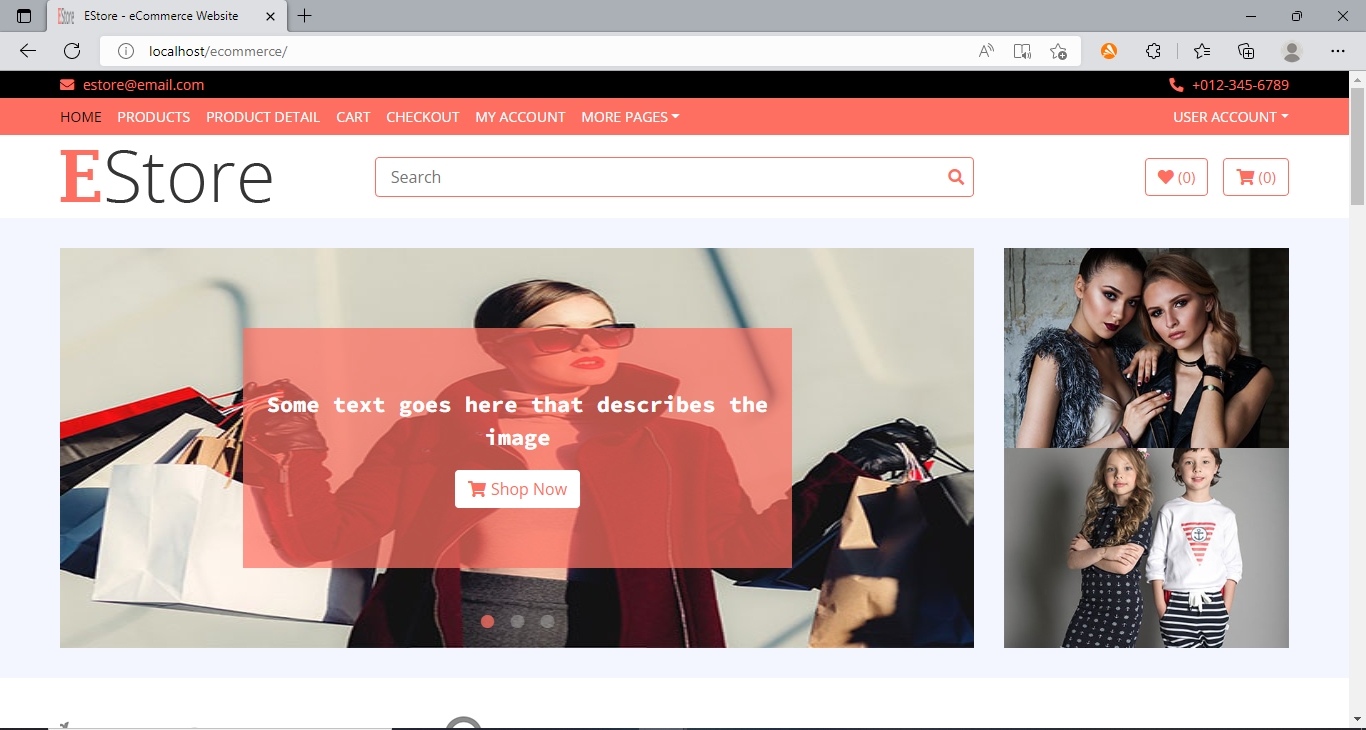 EStore - eCommerce Website
localhost/ecommerce/
estore@email.com
+012-345-6789
HOME PRODUCTS PRODUCT DETAIL CART CHECKOUT MY ACCOUNT MORE PAGES
USER ACCOUNT
EStore
Search
(0)
(0)
Some text goes here that describes the
image
Shop Now